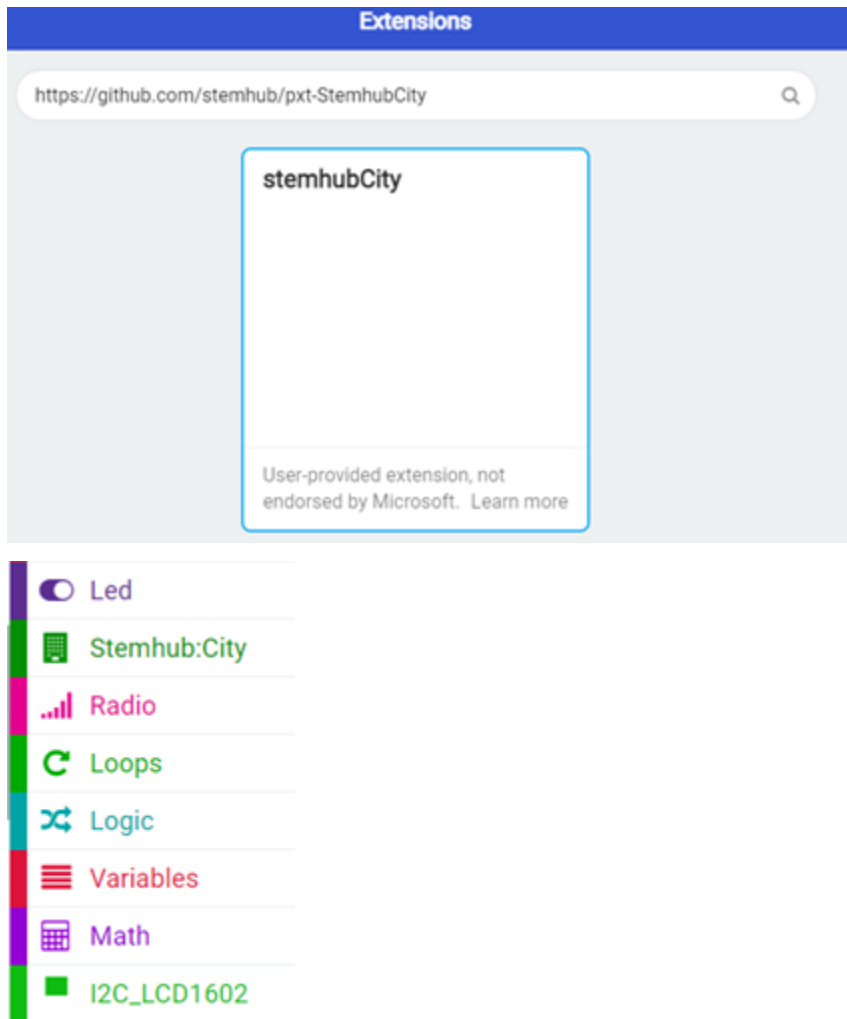 Extensions
https://github.com/stemhub/pxt-StemhubCity
stemhubCity
User-provided extension, not
endorsed by Microsoft. Learn more
Led
Stemhub:City
Radio
Loops
Logic
Variables
Math
I2C_LCD1602